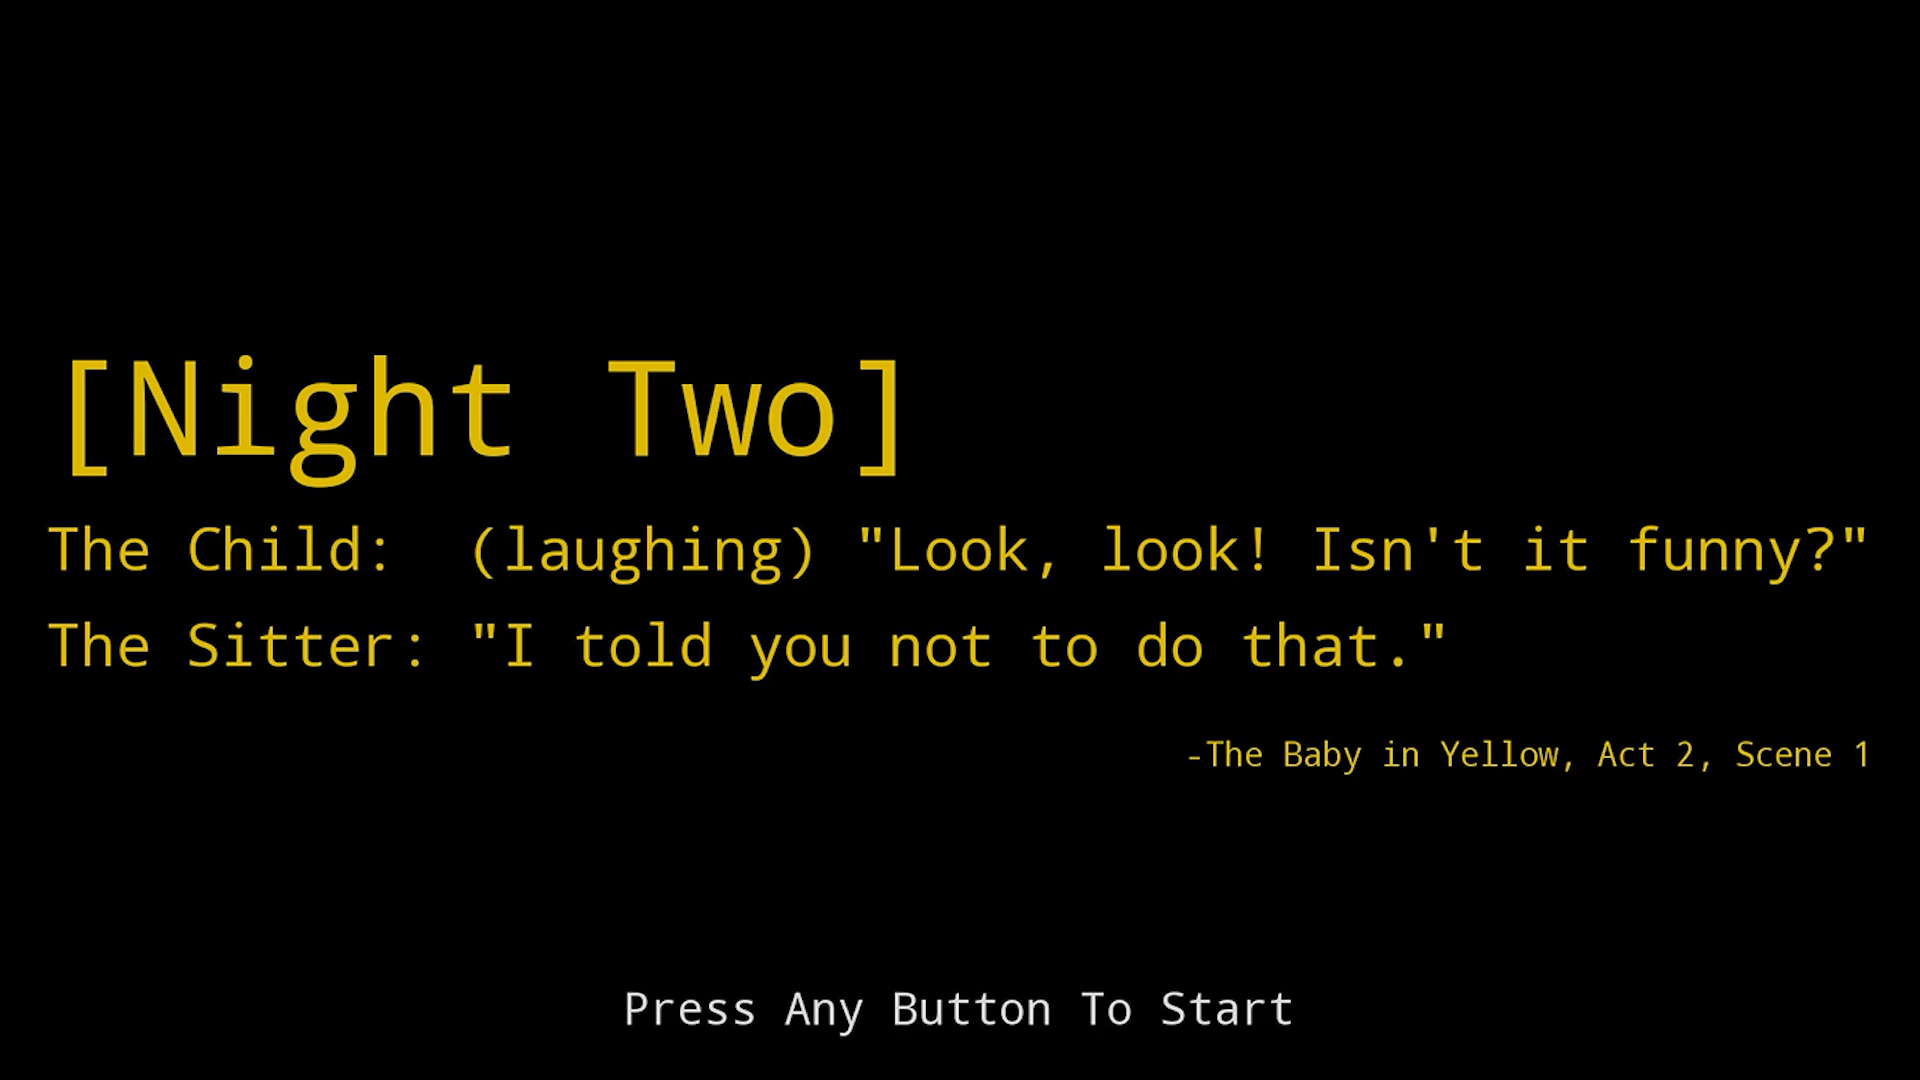 [Night Two]
The Child:  (laughing) "Look, look! Isn't it funny?"
The Sitter: "I told you not to do that."
-The Baby in Yellow, Act 2, Scene 1
Press Any Button To Start